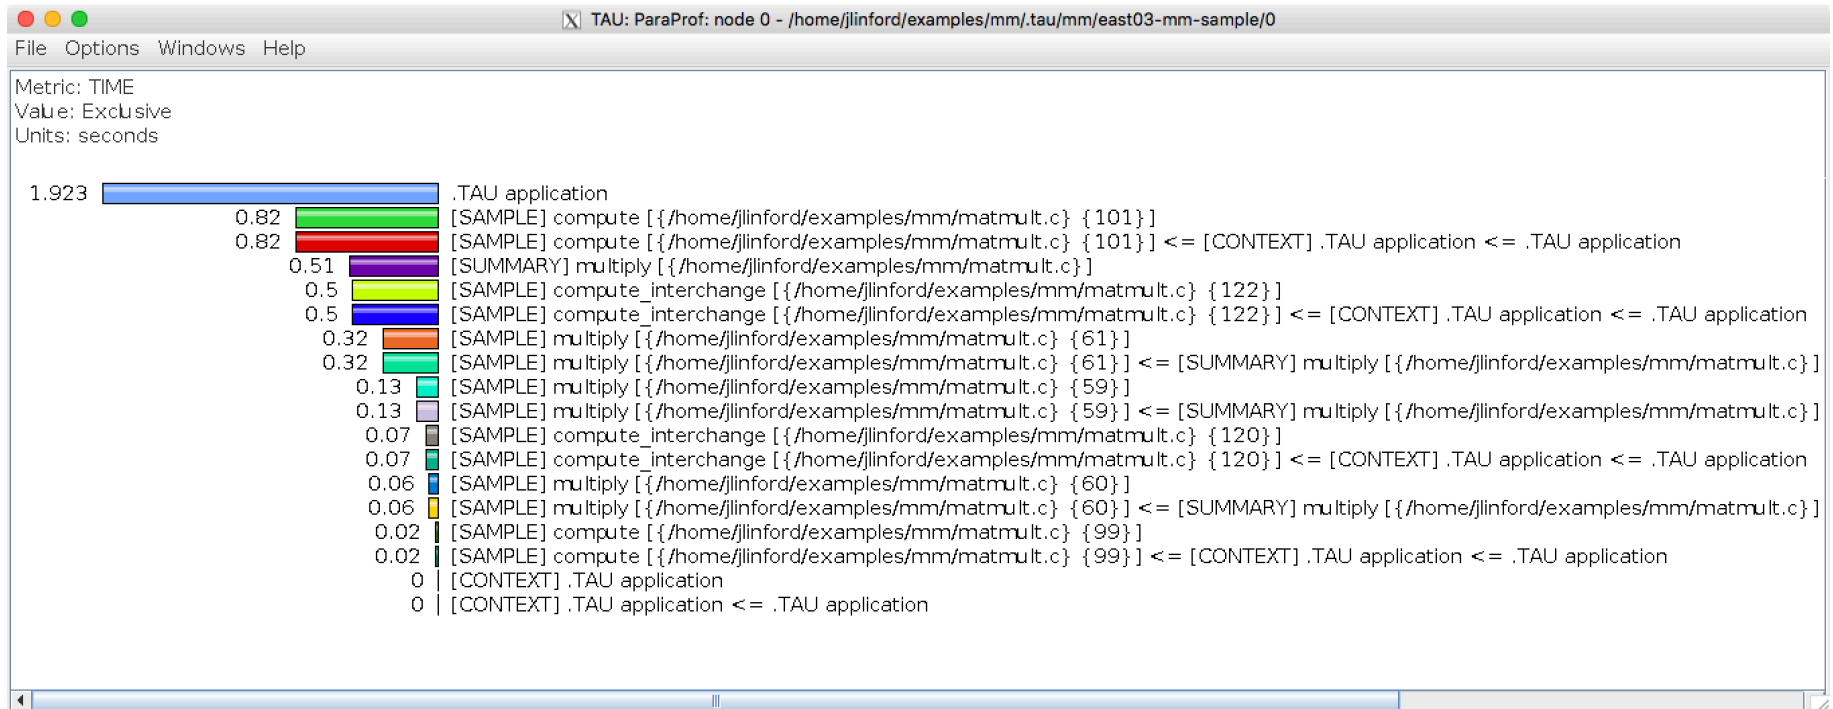 TAU: ParaProf: node 0 - /home/jlinford/examples/mm/.tau/mm/east03-mm-sample/0
File Options Windows Help
Metric: TIME
Value: Exclusive
Units: seconds
1.923 .TAU application
0.82 [SAMPLE] compute [{/home/jlinford/examples/mm/matmult.c} {101}]
0.82 [SAMPLE] compute [{/home/jlinford/examples/mm/matmult.c} {101}] <= [CONTEXT] .TAU application <= .TAU application
0.51 [SUMMARY] multiply [{/home/jlinford/examples/mm/matmult.c}]
0.5 [SAMPLE] compute_interchange [{/home/jlinford/examples/mm/matmult.c} {122}]
0.5 [SAMPLE] compute_interchange [{/home/jlinford/examples/mm/matmult.c} {122}] <= [CONTEXT] .TAU application <= .TAU application
0.32 [SAMPLE] multiply [{/home/jlinford/examples/mm/matmult.c} {61}]
0.32 [SAMPLE] multiply [{/home/jlinford/examples/mm/matmult.c} {61}] <= [SUMMARY] multiply [{/home/jlinford/examples/mm/matmult.c}]
0.13 [SAMPLE] multiply [{/home/jlinford/examples/mm/matmult.c} {59}]
0.13 [SAMPLE] multiply [{/home/jlinford/examples/mm/matmult.c} {59}] <= [SUMMARY] multiply [{/home/jlinford/examples/mm/matmult.c}]
0.07 [SAMPLE] compute_interchange [{/home/jlinford/examples/mm/matmult.c} {120}]
0.07 [SAMPLE] compute_interchange [{/home/jlinford/examples/mm/matmult.c} {120}] <= [CONTEXT] .TAU application <= .TAU application
0.06 [SAMPLE] multiply [{/home/jlinford/examples/mm/matmult.c} {60}]
0.06 [SAMPLE] multiply [{/home/jlinford/examples/mm/matmult.c} {60}] <= [SUMMARY] multiply [{/home/jlinford/examples/mm/matmult.c}]
0.02 [SAMPLE] compute [{/home/jlinford/examples/mm/matmult.c} {99}]
0.02 [SAMPLE] compute [{/home/jlinford/examples/mm/matmult.c} {99}] <= [CONTEXT] .TAU application <= .TAU application
0 [CONTEXT] .TAU application
0 [CONTEXT] .TAU application <= .TAU application